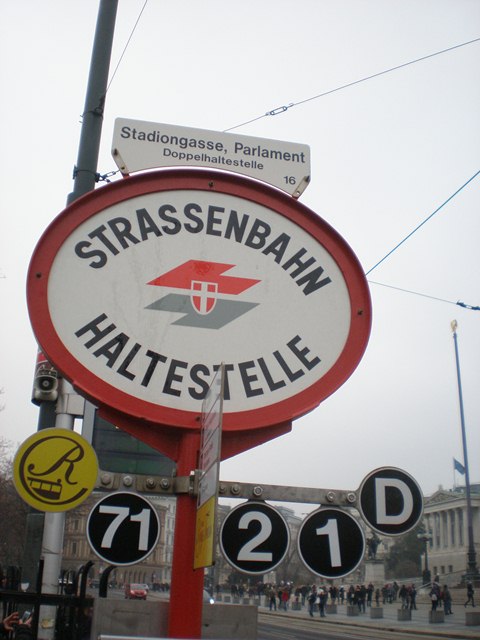 Stadiongasse, Parlament
Doppelhaltestelle
16
STRASSENBAHN
HALTESTELLE
R
71
2
1
D